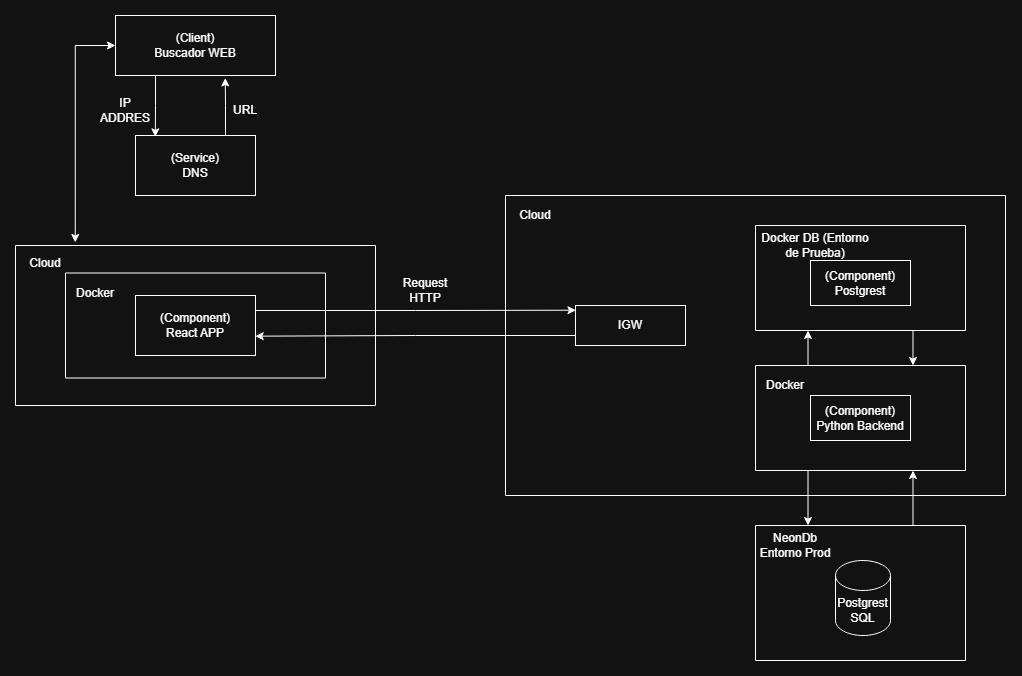 (Client)
Buscador WEB
IP
ADDRES
URL
(Service)
DNS
Cloud
Docker
(Component)
React APP
Request
HTTP
Cloud
IGW
Docker DB (Entorno
de Prueba)
(Component)
Postgrest
Docker
(Component)
Python Backend
NeonDb
Entorno Prod
Postgrest
SQL